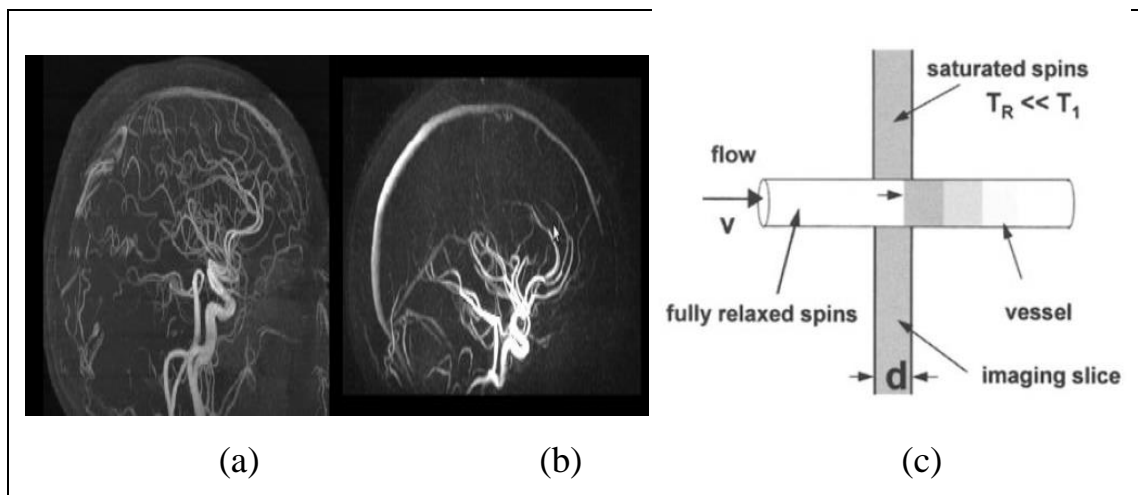 saturated spins
T_R << T_1
flow
v
fully relaxed spins
vessel
d
imaging slice
(a)
(b)
(c)